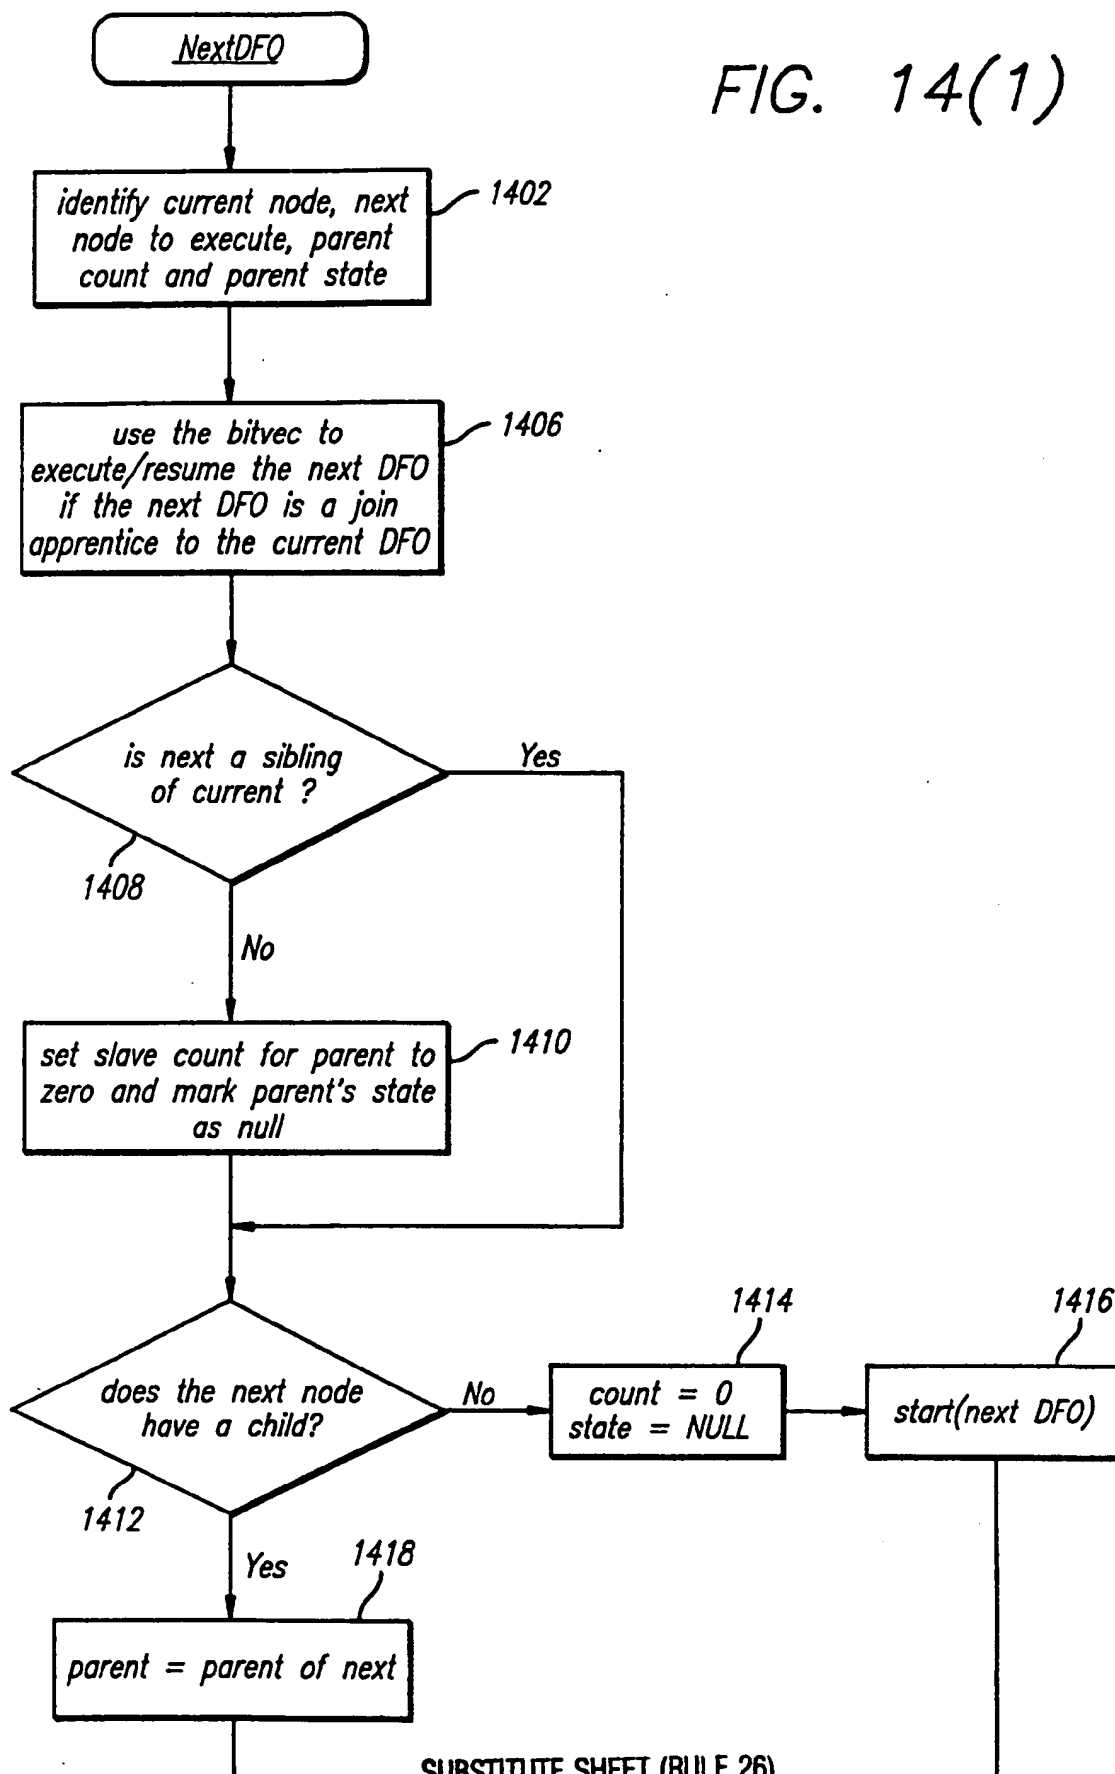 NextDFO
FIG. 14(1)
identify current node, next
node to execute, parent
count and parent state
1402
use the bitvec to
execute/resume the next DFO
if the next DFO is a join
apprentice to the current DFO
1406
is next a sibling
of current ?
Yes
1408
No
set slave count for parent to
zero and mark parent's state
as null
1410
does the next node
have a child?
No
1412
count = 0
state = NULL
1414
start(next DFO)
1416
Yes
1418
parent = parent of next
SUBSTITUTE SHEET (RULE 26)